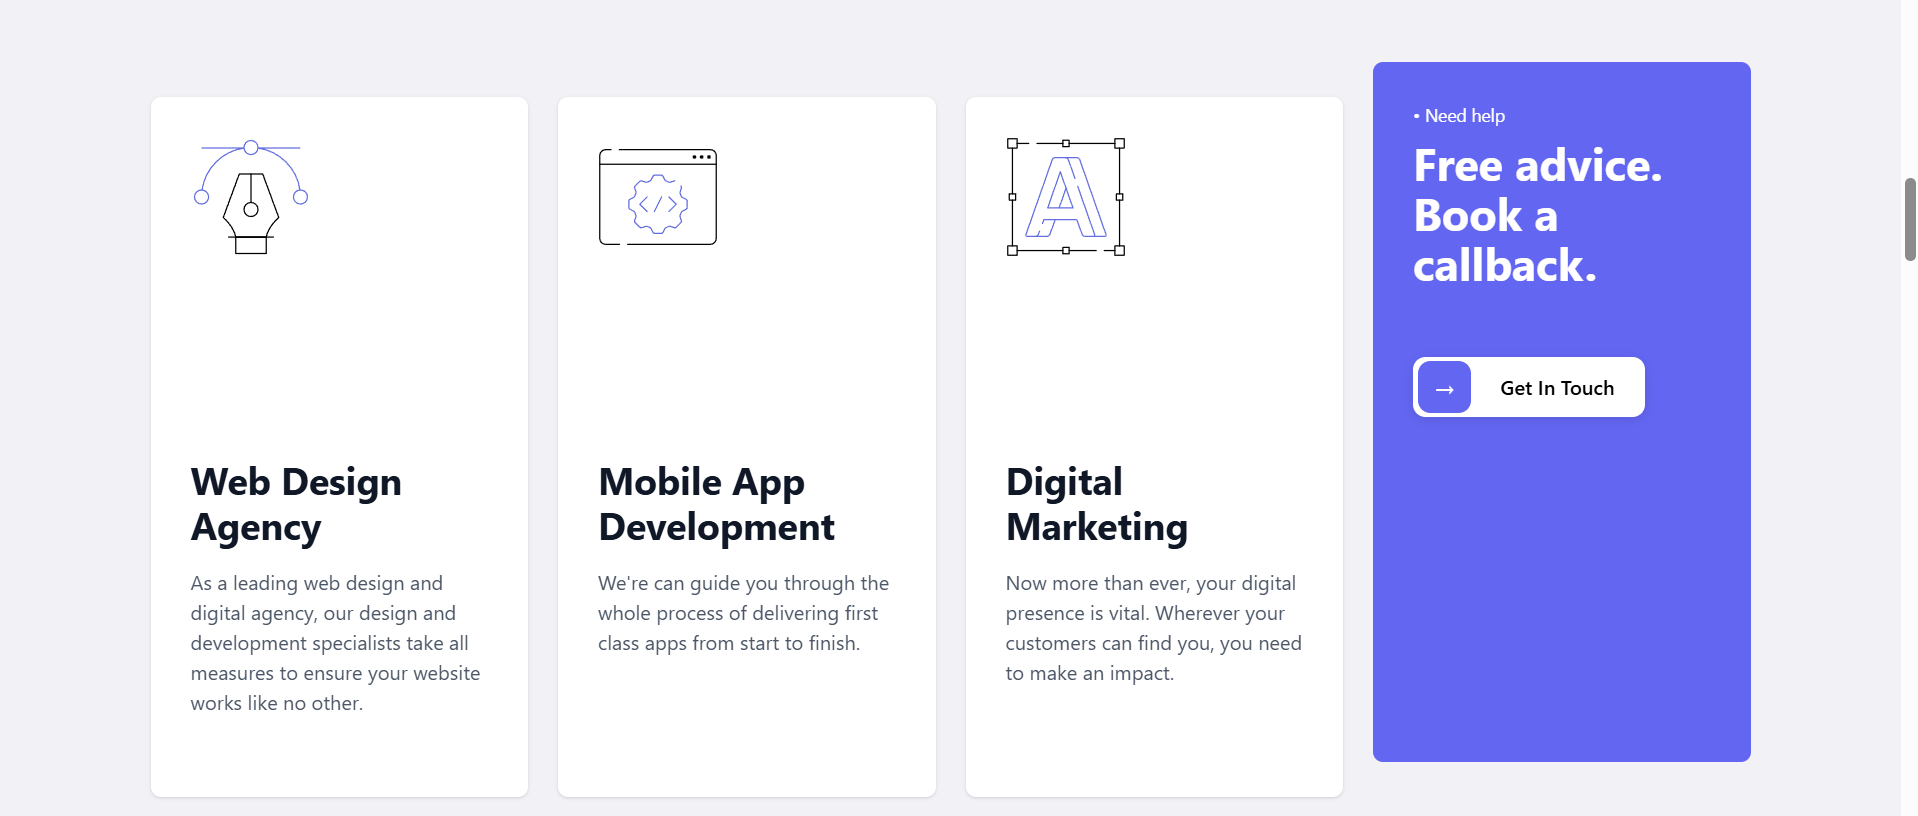 Web Design
Agency
As a leading web design and
digital agency, our design and
development specialists take all
measures to ensure your website
works like no other.
Mobile App
Development
We're can guide you through the
whole process of delivering first
class apps from start to finish.
Digital
Marketing
Now more than ever, your digital
presence is vital. Wherever your
customers can find you, you need
to make an impact.
• Need help
Free advice.
Book a
callback.
→ Get In Touch